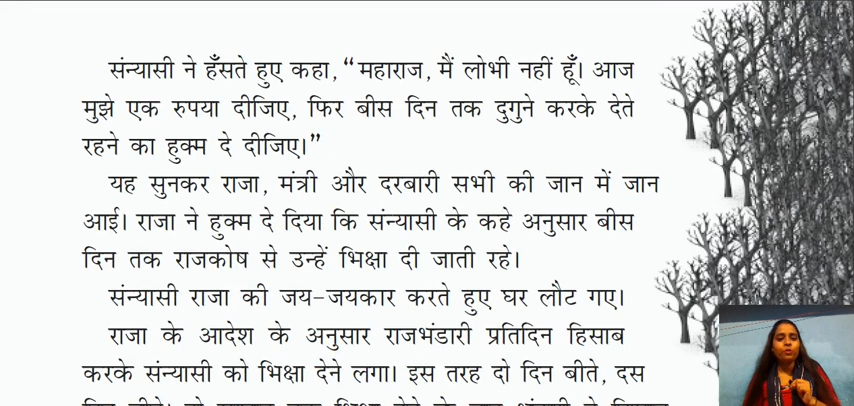 संन्यासी ने हँसते हुए कहा, “महाराज, मैं लोभी नहीं हूँ। आज
मुझे एक रुपया दीजिए, फिर बीस दिन तक दुगुने करके देते
रहने का हुक्म दे दीजिए।”
यह सुनकर राजा, मंत्री और दरबारी सभी की जान में जान
आई। राजा ने हुक्म दे दिया कि संन्यासी के कहे अनुसार बीस
दिन तक राजकोष से उन्हें भिक्षा दी जाती रहे।
संन्यासी राजा की जय-जयकार करते हुए घर लौट गए।
राजा के आदेश के अनुसार राजभंडारी प्रतिदिन हिसाब
करके संन्यासी को भिक्षा देने लगा। इस तरह दो दिन बीते, दस